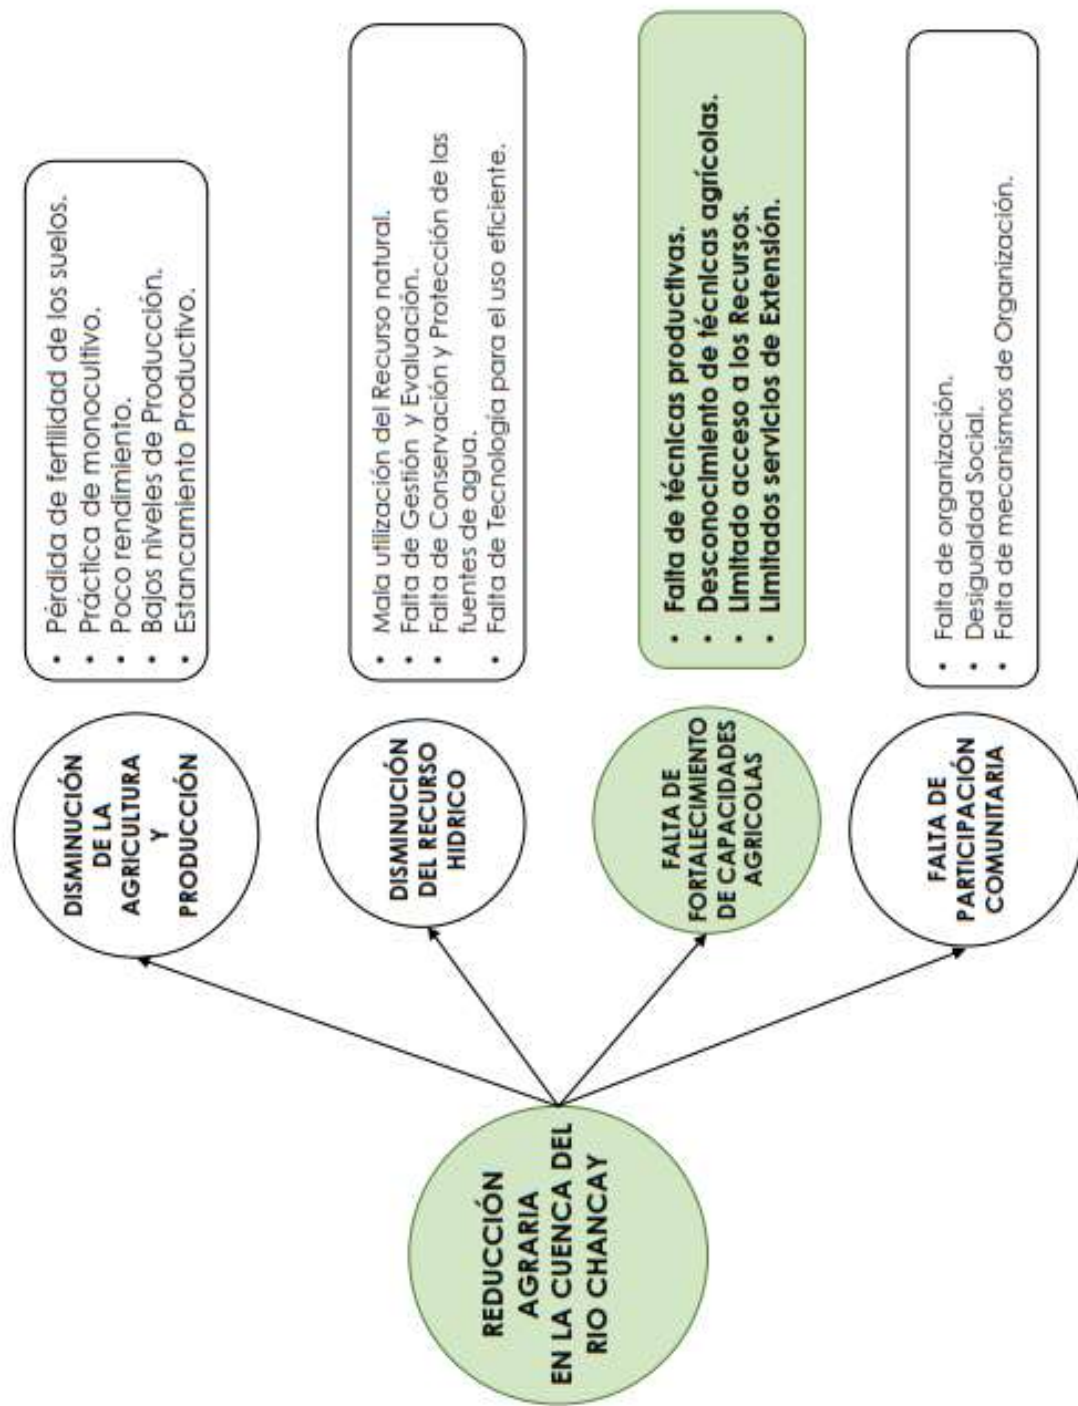 REDUCCIÓN
AGRARIA
EN LA CUENCA DEL
RIO CHANCAY
DISMINUCIÓN
DE LA
AGRICULTURA
Y
PRODUCCIÓN
• Pérdida de fertilidad de los suelos.
• Práctica de monocultivo.
• Poco rendimiento.
• Bajos niveles de Producción.
• Estancamiento Productivo.
DISMINUCIÓN
DEL RECURSO
HIDRICO
• Mala utilización del Recurso natural.
• Falta de Gestión y Evaluación.
• Falta de Conservación y Protección de las
fuentes de agua.
• Falta de Tecnología para el uso eficiente.
FALTA DE
FORTALECIMIENTO
DE CAPACIDADES
AGRICOLAS
• Falta de técnicas productivas.
• Desconocimiento de técnicas agrícolas.
• Limitado acceso a los Recursos.
• Limitados servicios de Extensión.
FALTA DE
PARTICIPACIÓN
COMUNITARIA
• Falta de organización.
• Desigualdad Social.
• Falta de mecanismos de Organización.